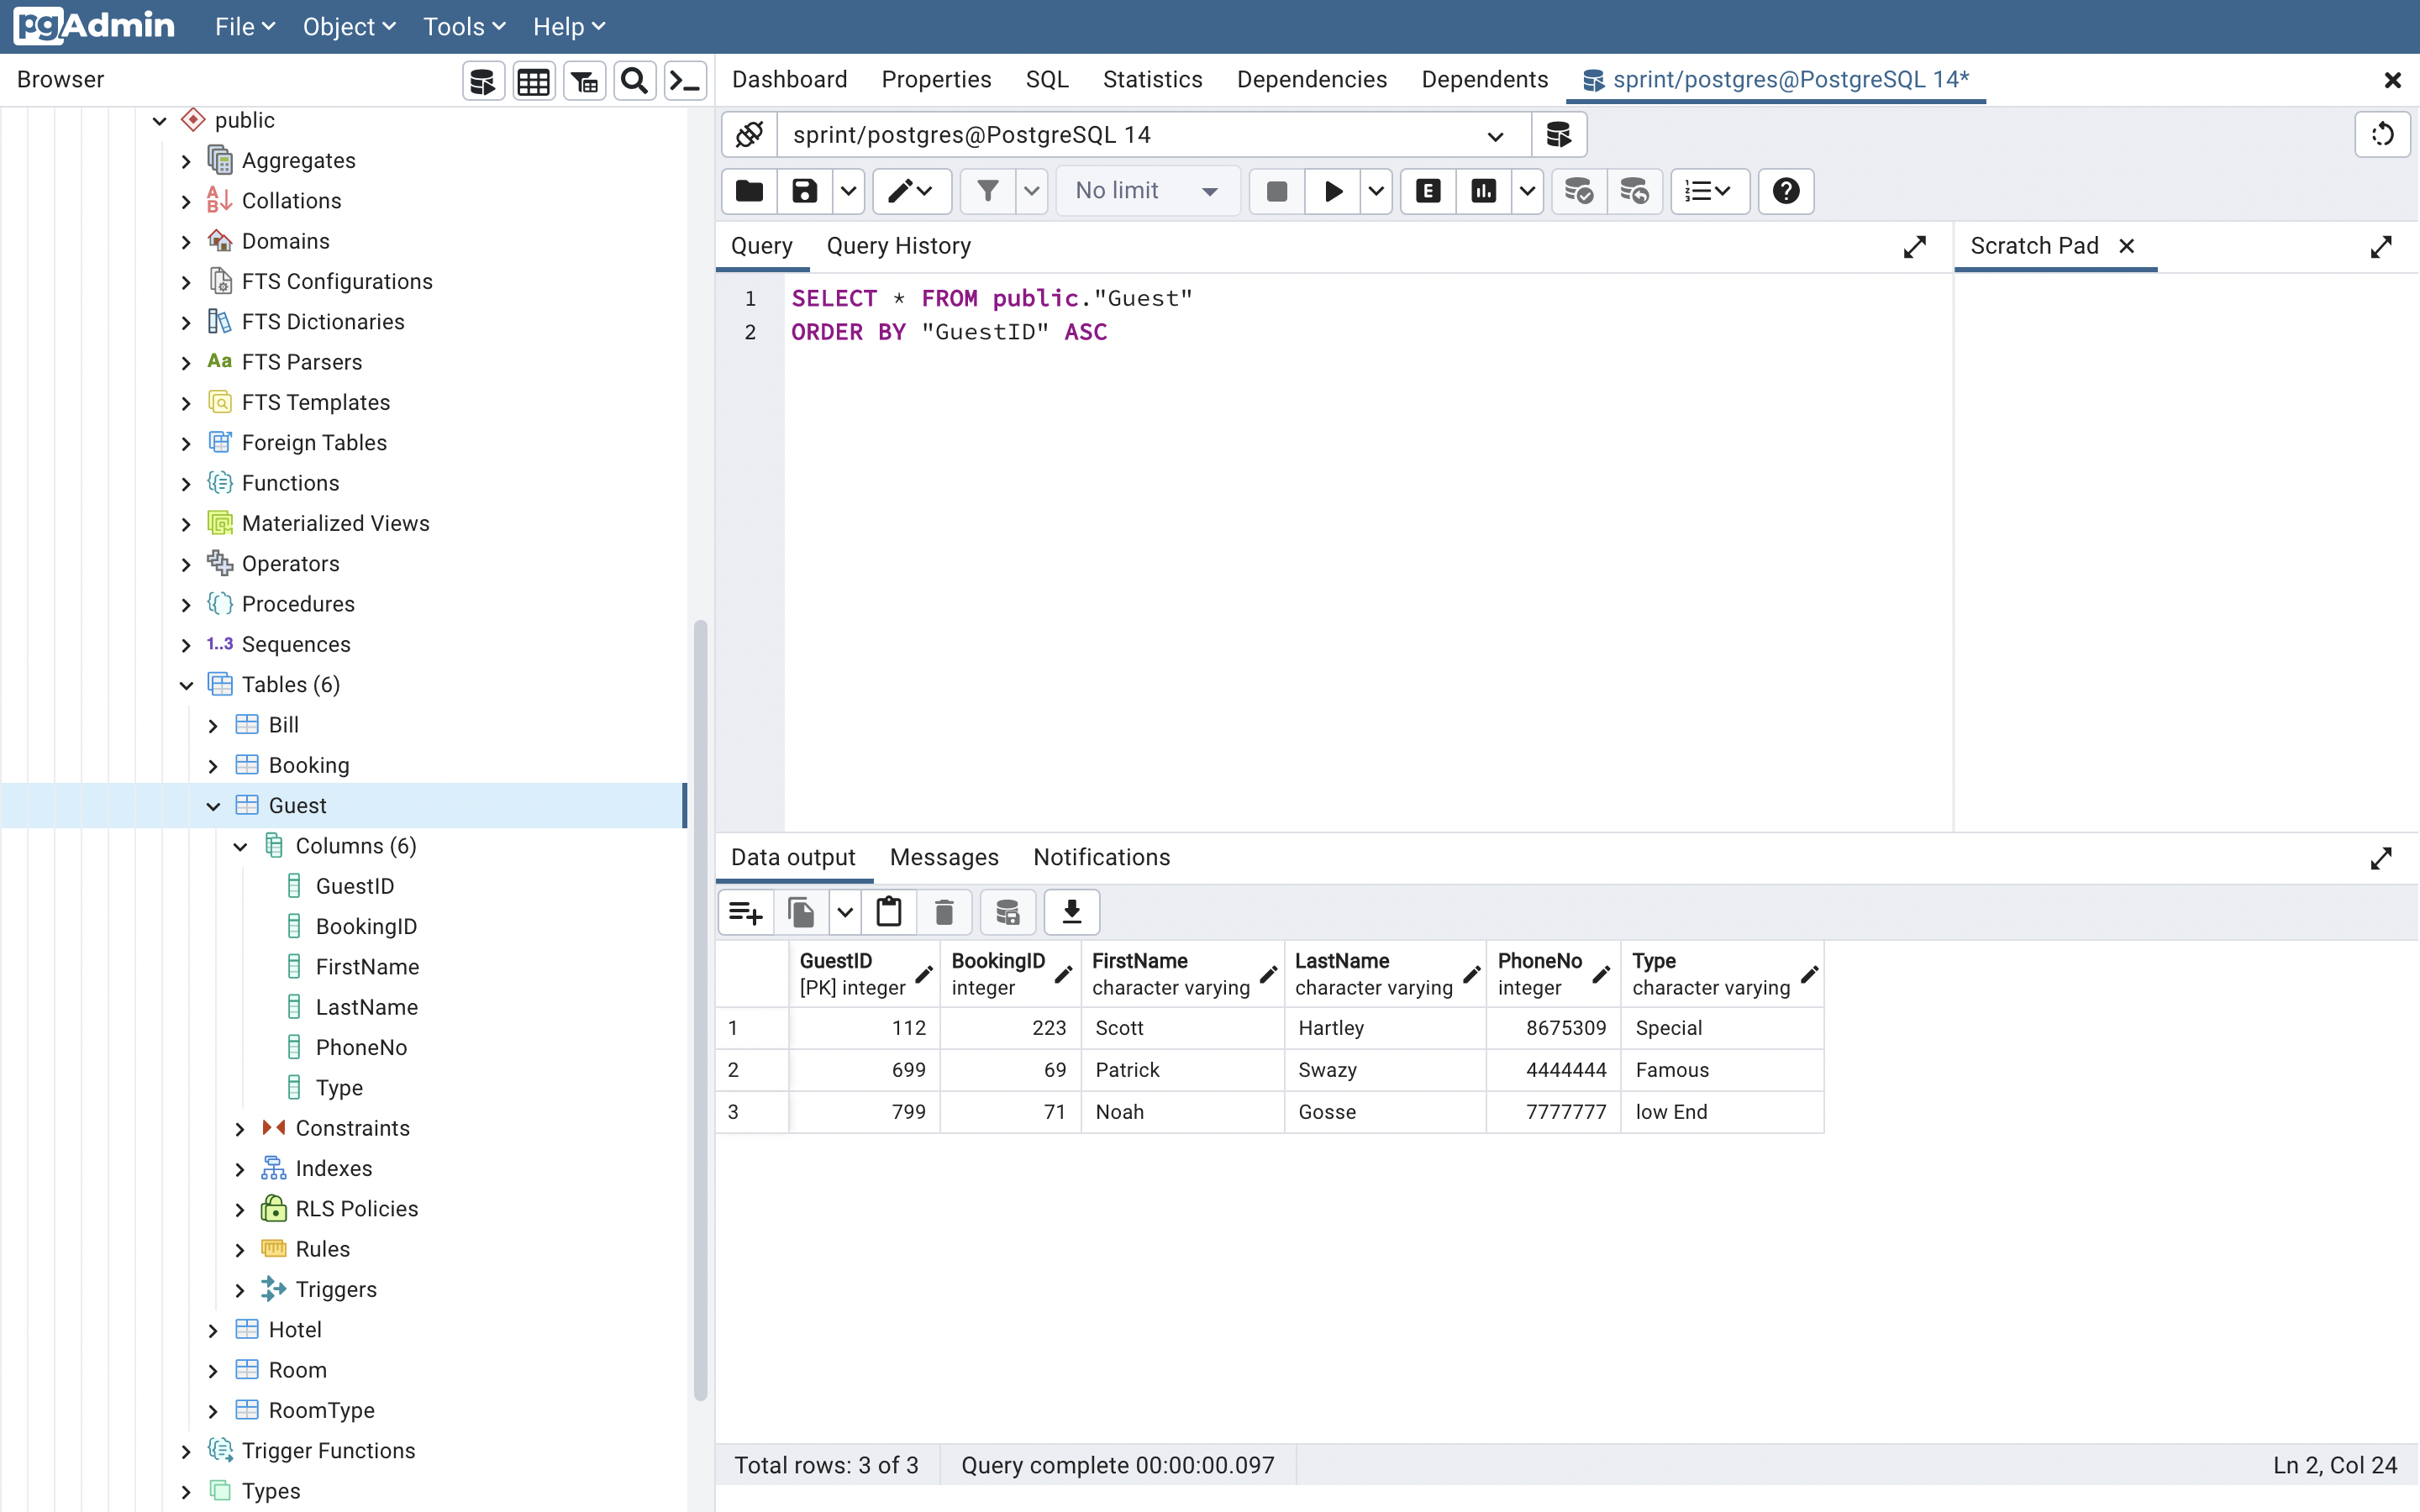 pgAdmin File Object Tools Help
Browser
Dashboard Properties SQL Statistics Dependencies Dependents sprint/postgres@PostgreSQL 14*
public
Aggregates
Collations
Domains
FTS Configurations
FTS Dictionaries
Aa FTS Parsers
FTS Templates
Foreign Tables
Functions
Materialized Views
Operators
Procedures
1..3 Sequences
Tables (6)
Bill
Booking
Guest
Columns (6)
GuestID
BookingID
FirstName
LastName
PhoneNo
Type
Constraints
Indexes
RLS Policies
Rules
Triggers
Hotel
Room
RoomType
Trigger Functions
Types
sprint/postgres@PostgreSQL 14
No limit
E
Query Query History
Scratch Pad
1 SELECT * FROM public."Guest"
2 ORDER BY "GuestID" ASC
Data output Messages Notifications
GuestID BookingID FirstName LastName PhoneNo Type
[PK] integer integer character varying character varying integer character varying
1 112 223 Scott Hartley 8675309 Special
2 699 69 Patrick Swazy 4444444 Famous
3 799 71 Noah Gosse 7777777 low End
Total rows: 3 of 3 Query complete 00:00:00.097 Ln 2, Col 24